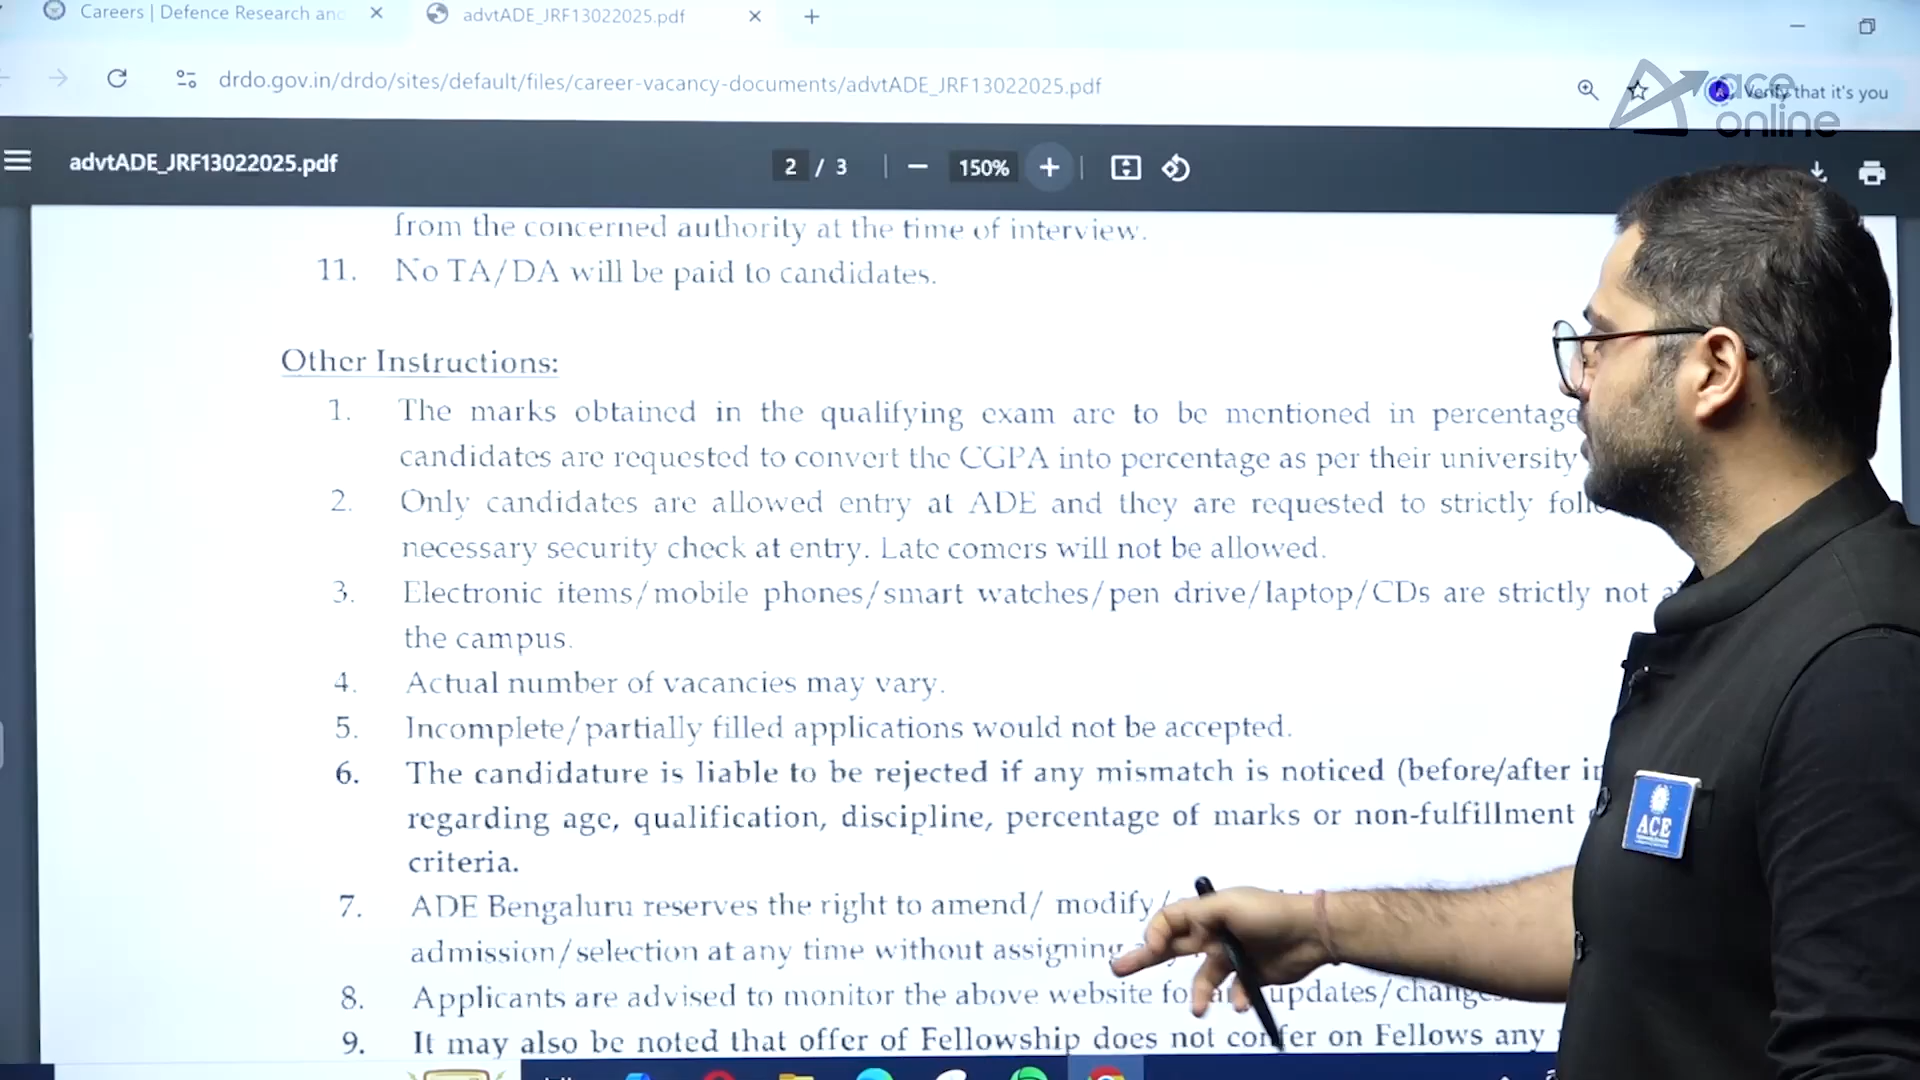 Careers | Defence Research and
advtADE_JRF13022025.pdf
drdo.gov.in/drdo/sites/default/files/career-vacancy-documents/advtADE_JRF13022025.pdf
Verify that it's you
ace
online
advtADE_JRF13022025.pdf
2 / 3
150%
from the concerned authority at the time of interview.
11. No TA/DA will be paid to candidates.
Other Instructions:
1. The marks obtained in the qualifying exam are to be mentioned in percentage
candidates are requested to convert the CGPA into percentage as per their university
2. Only candidates are allowed entry at ADE and they are requested to strictly
necessary security check at entry. Late comers will not be allowed.
3. Electronic items/mobile phones/smart watches/pen drive/laptop/CDs are strictly not
the campus.
4. Actual number of vacancies may vary.
5. Incomplete/partially filled applications would not be accepted.
6. The candidature is liable to be rejected if any mismatch is noticed (before/after
regarding age, qualification, discipline, percentage of marks or non-fulfillment
criteria.
7. ADE Bengaluru reserves the right to amend/ modify/
admission/selection at any time without assigning
8. Applicants are advised to monitor the above website for any updates/changes.
9. It may also be noted that offer of Fellowship does not confer on Fellows any
ACE